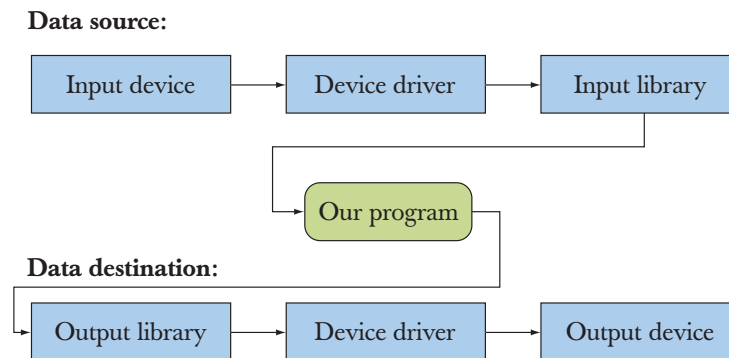 Data source:
Input device
Device driver
Input library
Our program
Data destination:
Output library
Device driver
Output device